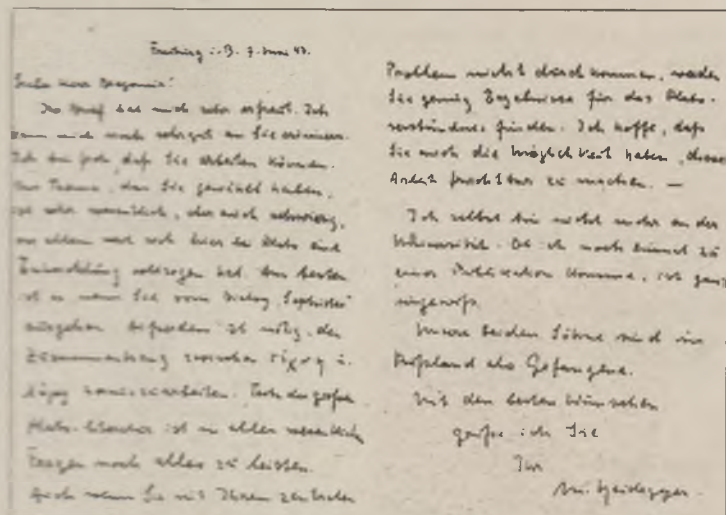 Freiburg i. B. 7. Juni 47.
Ihr Brief hat mich sehr erfreut. Ich
kann mich noch sehr gut an Sie erinnern.
Ich bin froh, daß Sie arbeiten können.
Das Thema, das Sie gewählt haben,
ist sehr wesentlich, aber auch schwierig,
vor allem weil sich hier bei Plato eine
Entwicklung vollzogen hat. Am besten
ist es wenn Sie vom Dialog „Sophistes"
ausgehen. Besonders ist nötig, den
Zusammenhang zwischen τέχνη u.
λόγος herauszuarbeiten. Trotz der großen
Plato-Literatur ist in allen wesentlichen
Fragen noch alles zu leisten.
Auch wenn Sie mit Ihrem zentralen
Problem nicht durchkommen, werden
Sie genug Ergebnisse für das Plato-
verständnis finden. Ich hoffe, daß
Sie auch die Möglichkeit haben, diese
Arbeit fruchtbar zu machen. —
Ich selbst bin nicht mehr an der
Universität. Ob ich noch einmal zu
einer Publikation komme, ist ganz
ungewiß.
Unsere beiden Söhne sind in
Rußland als Gefangene.
Mit den besten Wünschen
grüße ich Sie
Ihr
M. Heidegger.